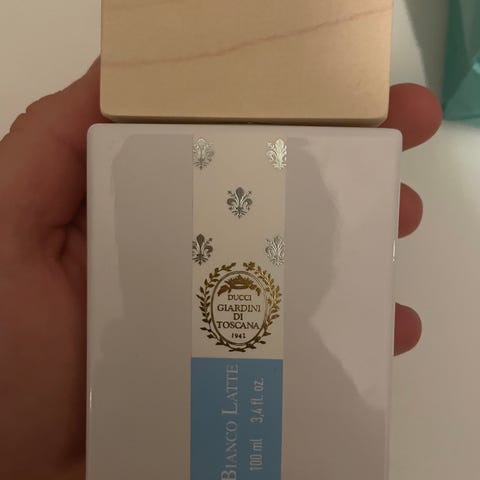 DUCCI
GIARDINI
DI
TOSCANA
1941
BIANCO LATTE
100 ml 3,4 fl. oz.